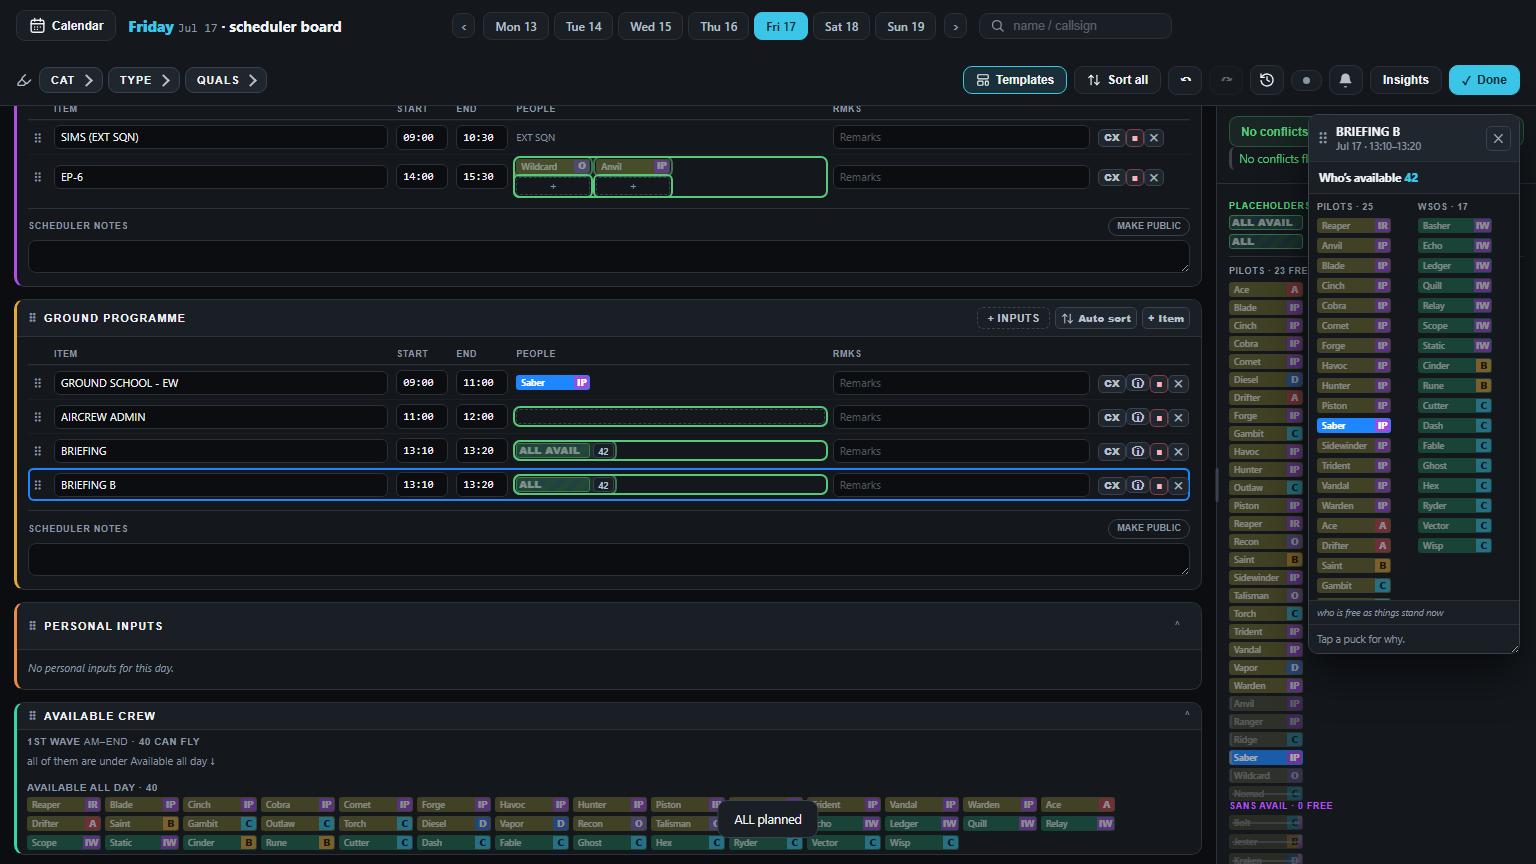 Calendar
Friday Jul 17 · scheduler board
‹ Mon 13 Tue 14 Wed 15 Thu 16 Fri 17 Sat 18 Sun 19 ›
name / callsign
CAT TYPE QUALS
Templates Sort all Insights ✓ Done
ITEM START END PEOPLE RMKS
SIMS (EXT SQN) 09:00 10:30 EXT SQN Remarks CX
EP-6 14:00 15:30 Wildcard O Anvil IP Remarks CX
+ +
SCHEDULER NOTES MAKE PUBLIC
GROUND PROGRAMME + INPUTS Auto sort + Item
ITEM START END PEOPLE RMKS
GROUND SCHOOL - EW 09:00 11:00 Saber IP Remarks CX
AIRCREW ADMIN 11:00 12:00 Remarks CX
BRIEFING 13:10 13:20 ALL AVAIL 42 Remarks CX
BRIEFING B 13:10 13:20 ALL 42 Remarks CX
SCHEDULER NOTES MAKE PUBLIC
PERSONAL INPUTS
No personal inputs for this day.
AVAILABLE CREW
1ST WAVE AM–END · 40 CAN FLY
all of them are under Available all day ↓
AVAILABLE ALL DAY · 40
Reaper IR Blade IP Cinch IP Cobra IP Comet IP Forge IP Havoc IP Hunter IP Piston IP Trident IP Vandal IP Warden IP Ace A
Drifter A Saint B Gambit C Outlaw C Torch C Diesel D Vapor D Recon O Talisman O Echo IW Ledger IW Quill IW Relay IW
Scope IW Static IW Cinder B Rune B Cutter C Dash C Fable C Ghost C Hex C Ryder C Vector C Wisp C
ALL planned
No conflicts
No conflicts
PLACEHOLDERS
ALL AVAIL
ALL
PILOTS · 23 FREE
Ace A
Blade IP
Cinch IP
Cobra IP
Comet IP
Diesel D
Drifter A
Forge IP
Gambit C
Havoc IP
Hunter IP
Outlaw C
Piston IP
Reaper IR
Recon O
Saint B
Sidewinder IP
Talisman O
Torch C
Trident IP
Vandal IP
Vapor D
Warden IP
Anvil IP
Ranger IP
Ridge C
Saber IP
Wildcard O
Nomad C
SANS AVAIL · 0 FREE
Bolt C
Jester B
Kraken
BRIEFING B
Jul 17 · 13:10–13:20
Who's available 42
PILOTS · 25 WSOS · 17
Reaper IR Basher IW
Anvil IP Echo IW
Blade IP Ledger IW
Cinch IP Quill IW
Cobra IP Relay IW
Comet IP Scope IW
Forge IP Static IW
Havoc IP Cinder B
Hunter IP Rune B
Piston IP Cutter C
Saber IP Dash C
Sidewinder IP Fable C
Trident IP Ghost C
Vandal IP Hex C
Warden IP Ryder C
Ace A Vector C
Drifter A Wisp C
Saint B
Gambit C
who is free as things stand now
Tap a puck for why.